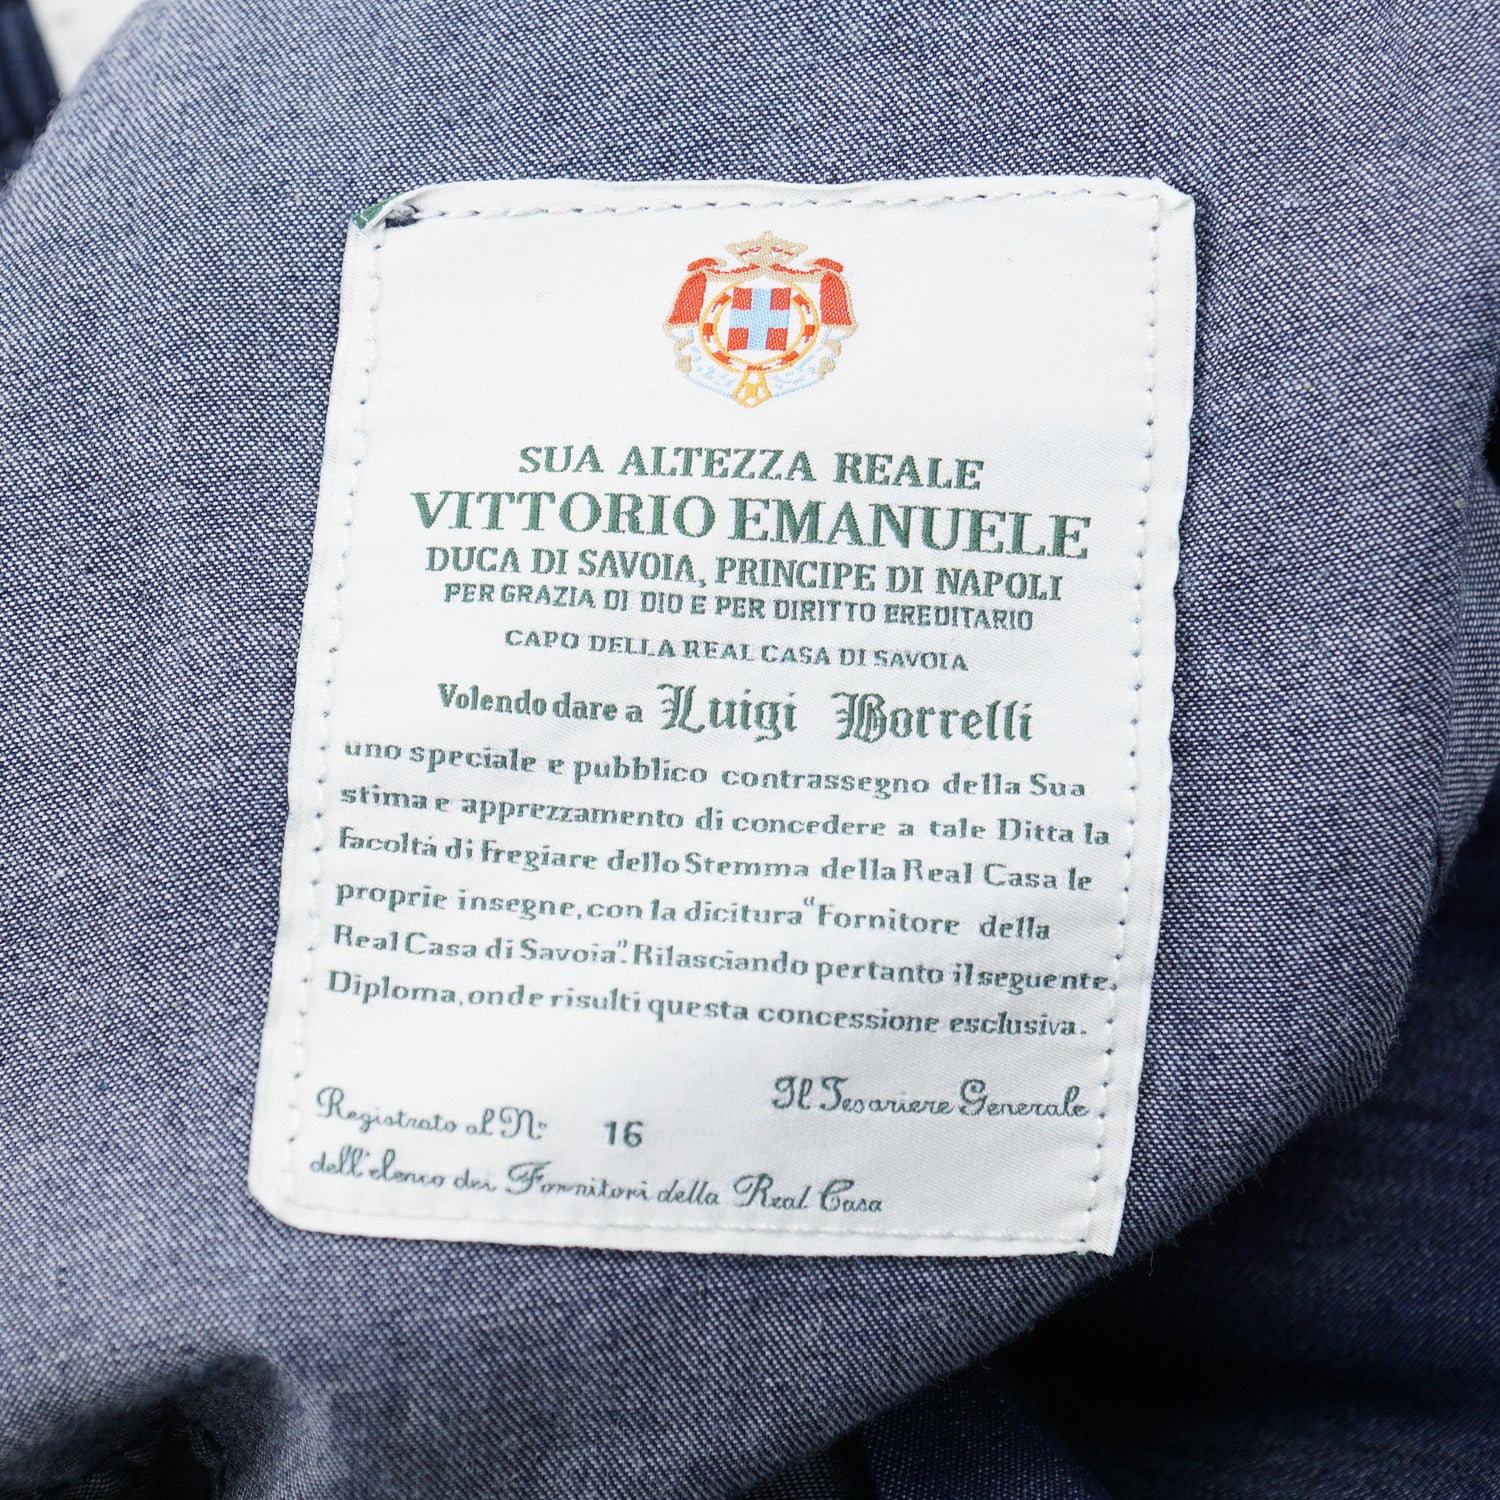 SUA ALTEZZA REALE
VITTORIO EMANUELE
DUCA DI SAVOIA, PRINCIPE DI NAPOLI
PER GRAZIA DI DIO E PER DIRITTO EREDITARIO
CAPO DELLA REAL CASA DI SAVOIA
Volendo dare a Luigi Borrelli
uno speciale e pubblico contrassegno della Sua
stima e apprezzamento di concedere a tale Ditta la
facoltá di fregiare dello Stemma della Real Casa le
proprie insegne, con la dicitura "Fornitore della
Real Casa di Savoia". Rilasciando pertanto il seguente.
Diploma, onde risulti questa concessione esclusiva.
Il Tesoriere Generale
Registrato al N: 16
dell'elenco dei Fornitori della Real Casa